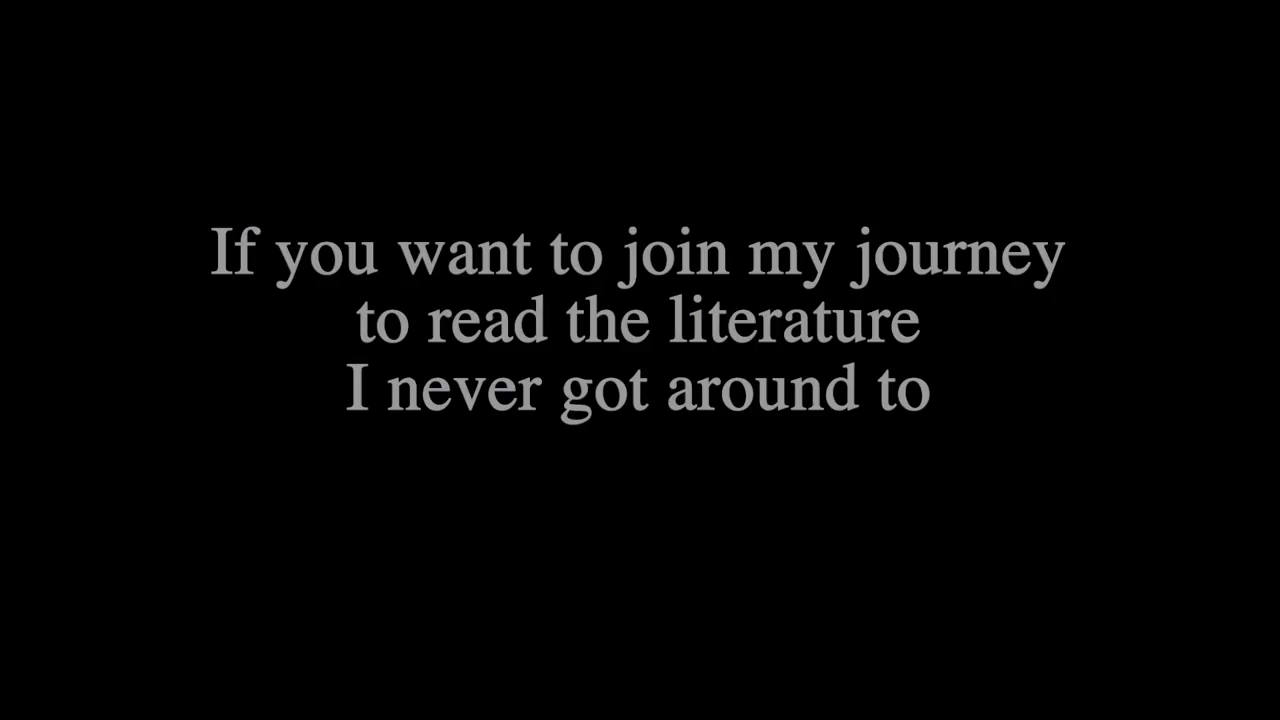 If you want to join my journey
to read the literature
I never got around to